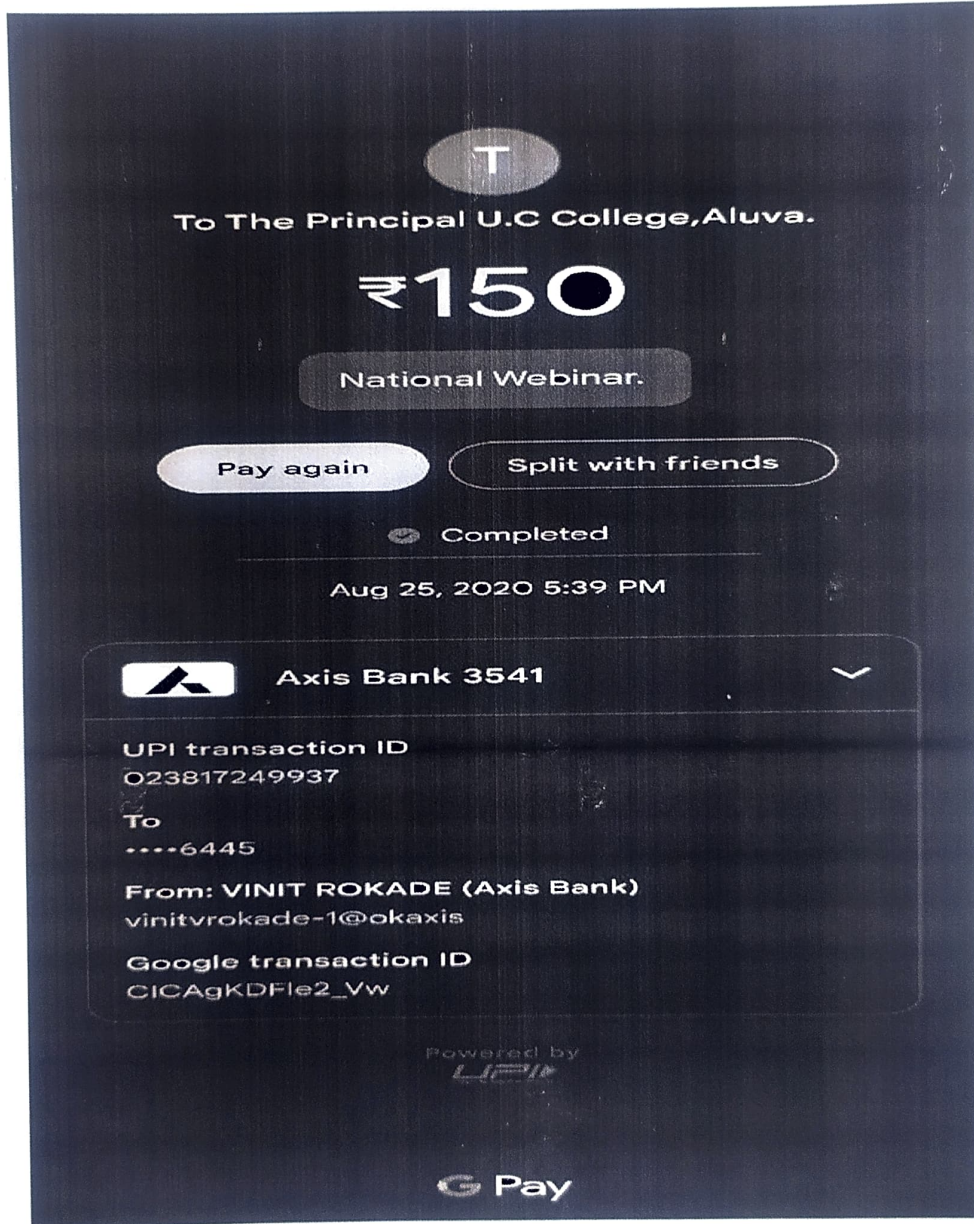 T
To The Principal U.C College,Aluva.
₹150
National Webinar.
Pay again
Split with friends
Completed
Aug 25, 2020 5:39 PM
Axis Bank 3541
UPI transaction ID
023817249937
To
••••6445
From: VINIT ROKADE (Axis Bank)
vinitvrokade-1@okaxis
Google transaction ID
CICAgKDFle2_Vw
Powered by
UPI
G Pay